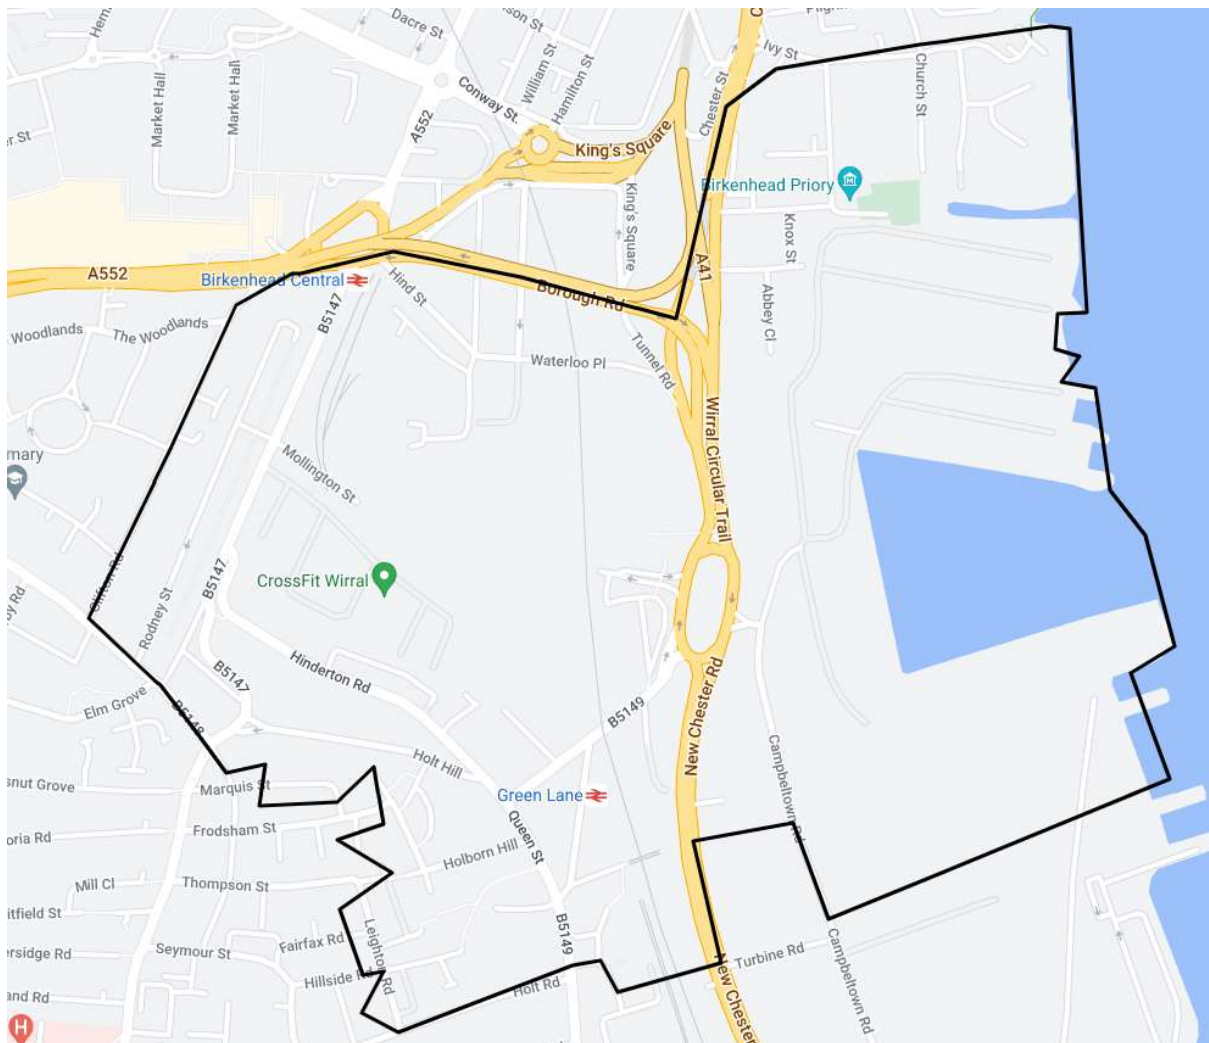 Dacre St
Ivy St
William St
Hamilton St
Conway St.
Market Hall
Market Hall
A552
Chester St
Church St
King's Square
Birkenhead Priory
King's Square
Knox St
A552
Birkenhead Central
Hind St
A41
Abbey Cl
B5147
Borough Rd
Woodlands
The Woodlands
Tunnel Rd
Waterloo Pl
Wirral Circular Trail
Mollington St
Clifton Rd
CrossFit Wirral
B5147
Rodney St
Hinderton Rd
B5147
Elm Grove
B5148
B5149
New Chester Rd
Campbeltown Rd
Holt Hill
Marquis St
Green Lane
Queen St
Frodsham St
Holborn Hill
Mill Cl
Thompson St
Leighton Rd
Fairfax Rd
Seymour St
B5149
Turbine Rd
Campbeltown Rd
Hillside Rd
Holt Rd
New Chester
H